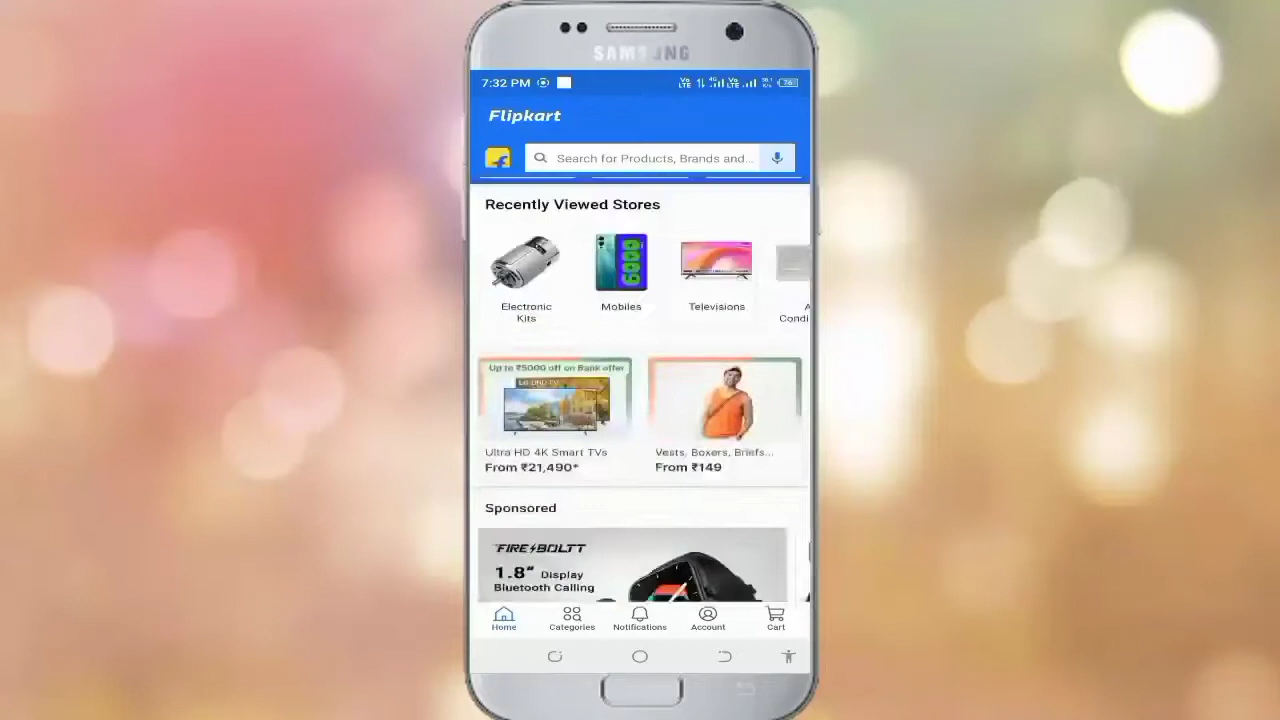 SAMSUNG
7:32 PM
Flipkart
Search for Products, Brands and...
Recently Viewed Stores
Electronic
Kits
Mobiles
Televisions
A
Condi
Up to ₹5000 off on Bank offer
Ultra HD 4K Smart TVs
From ₹21,490*
Vests, Boxers, Briefs...
From ₹149
Sponsored
FIRE BOLTT
1.8" Display
Bluetooth Calling
Home
Categories
Notifications
Account
Cart